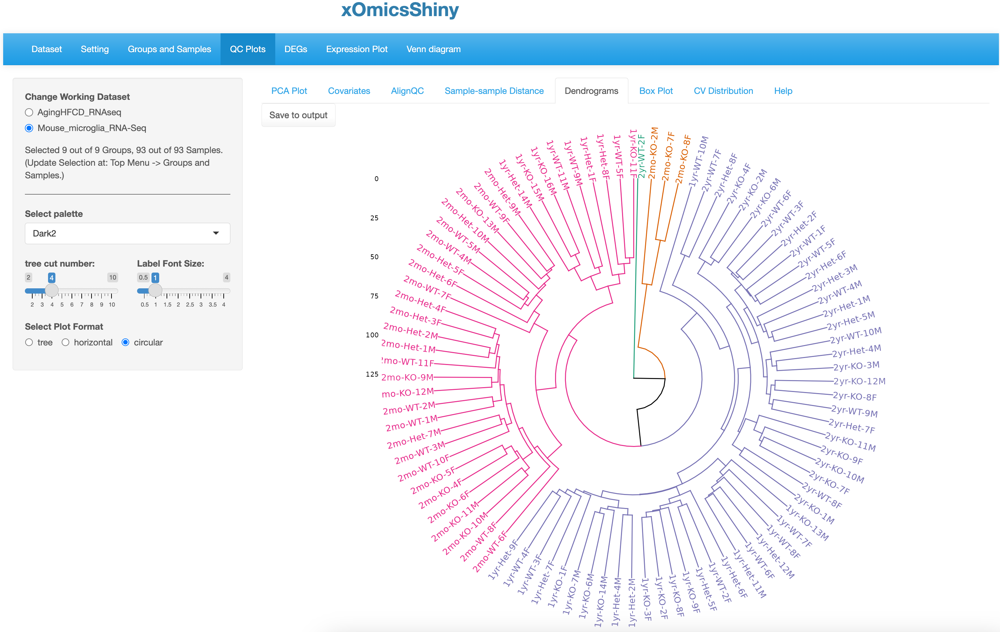 xOmicsShiny
Dataset Setting Groups and Samples QC Plots DEGs Expression Plot Venn diagram
Change Working Dataset
AgingHFCD_RNAseq
Mouse_microglia_RNA-Seq
Selected 9 out of 9 Groups, 93 out of 93 Samples.
(Update Selection at: Top Menu -> Groups and
Samples.)
Select palette
Dark2
tree cut number:
2 4 10
2 3 4 5 6 7 8 9 10
Label Font Size:
0.5 1 4
0.5 1 1.5 2 2.5 3 3.5 4
Select Plot Format
tree horizontal circular
PCA Plot Covariates AlignQC Sample-sample Distance Dendrograms Box Plot CV Distribution Help
Save to output
0
25
50
75
100
125
2yr-WT-2F
2mo-KO-2M
2mo-KO-7F
2mo-KO-8F
1yr-WT-10M
2yr-WT-7F
2yr-Het-8F
2yr-KO-4F
2yr-KO-2M
2yr-KO-6M
2yr-WT-6F
2yr-WT-3F
2yr-Het-2F
2yr-WT-1F
2yr-WT-5F
2yr-Het-6F
2yr-Het-3M
2yr-WT-4M
2yr-Het-1M
2yr-Het-5M
2yr-WT-10M
2yr-Het-4M
2yr-KO-3M
2yr-KO-12M
2yr-KO-8F
2yr-WT-9M
2yr-Het-7F
2yr-KO-11M
2yr-KO-9F
2yr-KO-10M
2yr-KO-7F
2yr-WT-8F
2yr-KO-1M
1yr-KO-13M
1yr-WT-7F
1yr-WT-8F
1yr-Het-12M
1yr-WT-6F
1yr-Het-11M
1yr-Het-6F
1yr-WT-2F
1yr-Het-5F
1yr-KO-9F
1yr-KO-8F
1yr-KO-2F
1yr-KO-3F
1yr-Het-2M
1yr-Het-4M
1yr-KO-14M
1yr-KO-6M
1yr-KO-7M
1yr-KO-1F
1yr-Het-7F
1yr-WT-3F
1yr-WT-4F
1yr-Het-9F
2mo-WT-6F
2mo-WT-8F
2mo-KO-10M
2mo-KO-11M
2mo-KO-6F
2mo-KO-4F
2mo-KO-5F
2mo-WT-10F
2mo-WT-3M
2mo-Het-7M
2mo-WT-1M
2mo-WT-2M
mo-KO-12M
2mo-KO-9M
mo-WT-11F
2mo-Het-1M
2mo-Het-2M
2mo-Het-3F
2mo-Het-4F
2mo-WT-7F
2mo-Het-6F
2mo-Het-5F
2mo-WT-4M
2mo-WT-5M
2mo-Het-10M
2mo-KO-13M
2mo-WT-9F
2mo-Het-9M
1yr-Het-14M
1yr-KO-15M
1yr-KO-16M
1yr-WT-11M
1yr-WT-9M
1yr-Het-1F
1yr-Het-8F
1yr-WT-5F
1yr-KO-11F